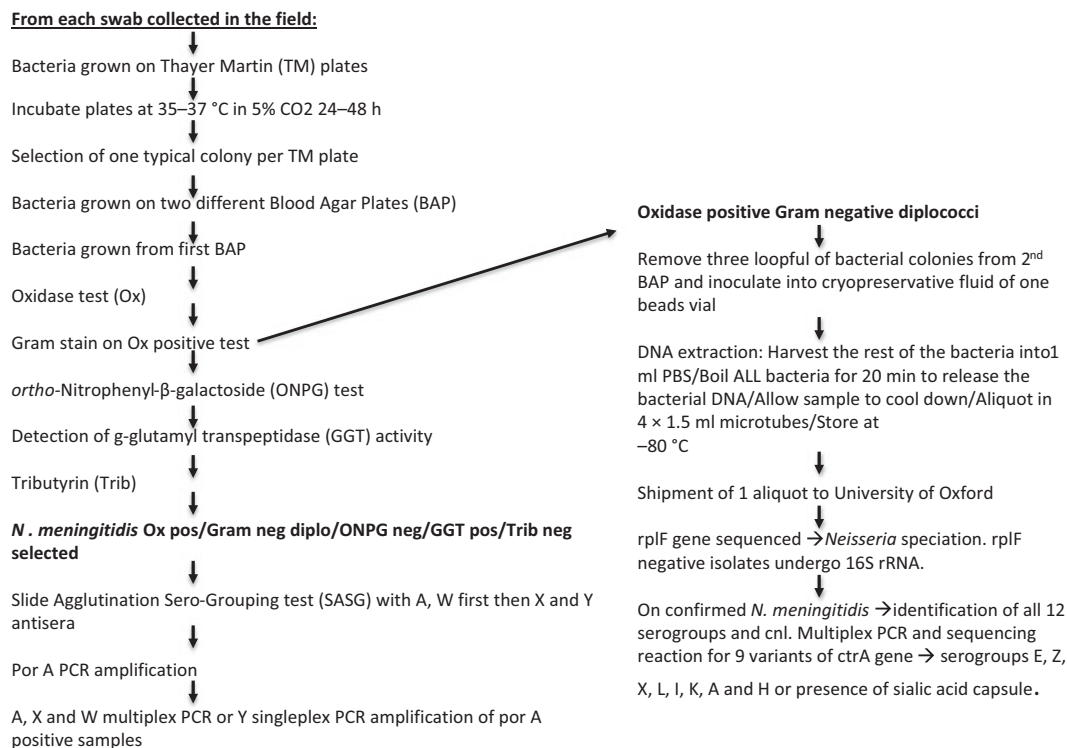 From each swab collected in the field:
Bacteria grown on Thayer Martin (TM) plates
Incubate plates at 35–37 °C in 5% CO2 24–48 h
Selection of one typical colony per TM plate
Bacteria grown on two different Blood Agar Plates (BAP)
Bacteria grown from first BAP
Oxidase test (Ox)
Gram stain on Ox positive test
ortho-Nitrophenyl-β-galactoside (ONPG) test
Detection of g-glutamyl transpeptidase (GGT) activity
Tributyrin (Trib)
N . meningitidis Ox pos/Gram neg diplo/ONPG neg/GGT pos/Trib neg
selected
Slide Agglutination Sero-Grouping test (SASG) with A, W first then X and Y
antisera
Por A PCR amplification
A, X and W multiplex PCR or Y singleplex PCR amplification of por A
positive samples
Oxidase positive Gram negative diplococci
Remove three loopful of bacterial colonies from 2nd
BAP and inoculate into cryopreservative fluid of one
beads vial
DNA extraction: Harvest the rest of the bacteria into1
ml PBS/Boil ALL bacteria for 20 min to release the
bacterial DNA/Allow sample to cool down/Aliquot in
4 × 1.5 ml microtubes/Store at
–80 °C
Shipment of 1 aliquot to University of Oxford
rplF gene sequenced →Neisseria speciation. rplF
negative isolates undergo 16S rRNA.
On confirmed N. meningitidis →identification of all 12
serogroups and cnl. Multiplex PCR and sequencing
reaction for 9 variants of ctrA gene → serogroups E, Z,
X, L, I, K, A and H or presence of sialic acid capsule.